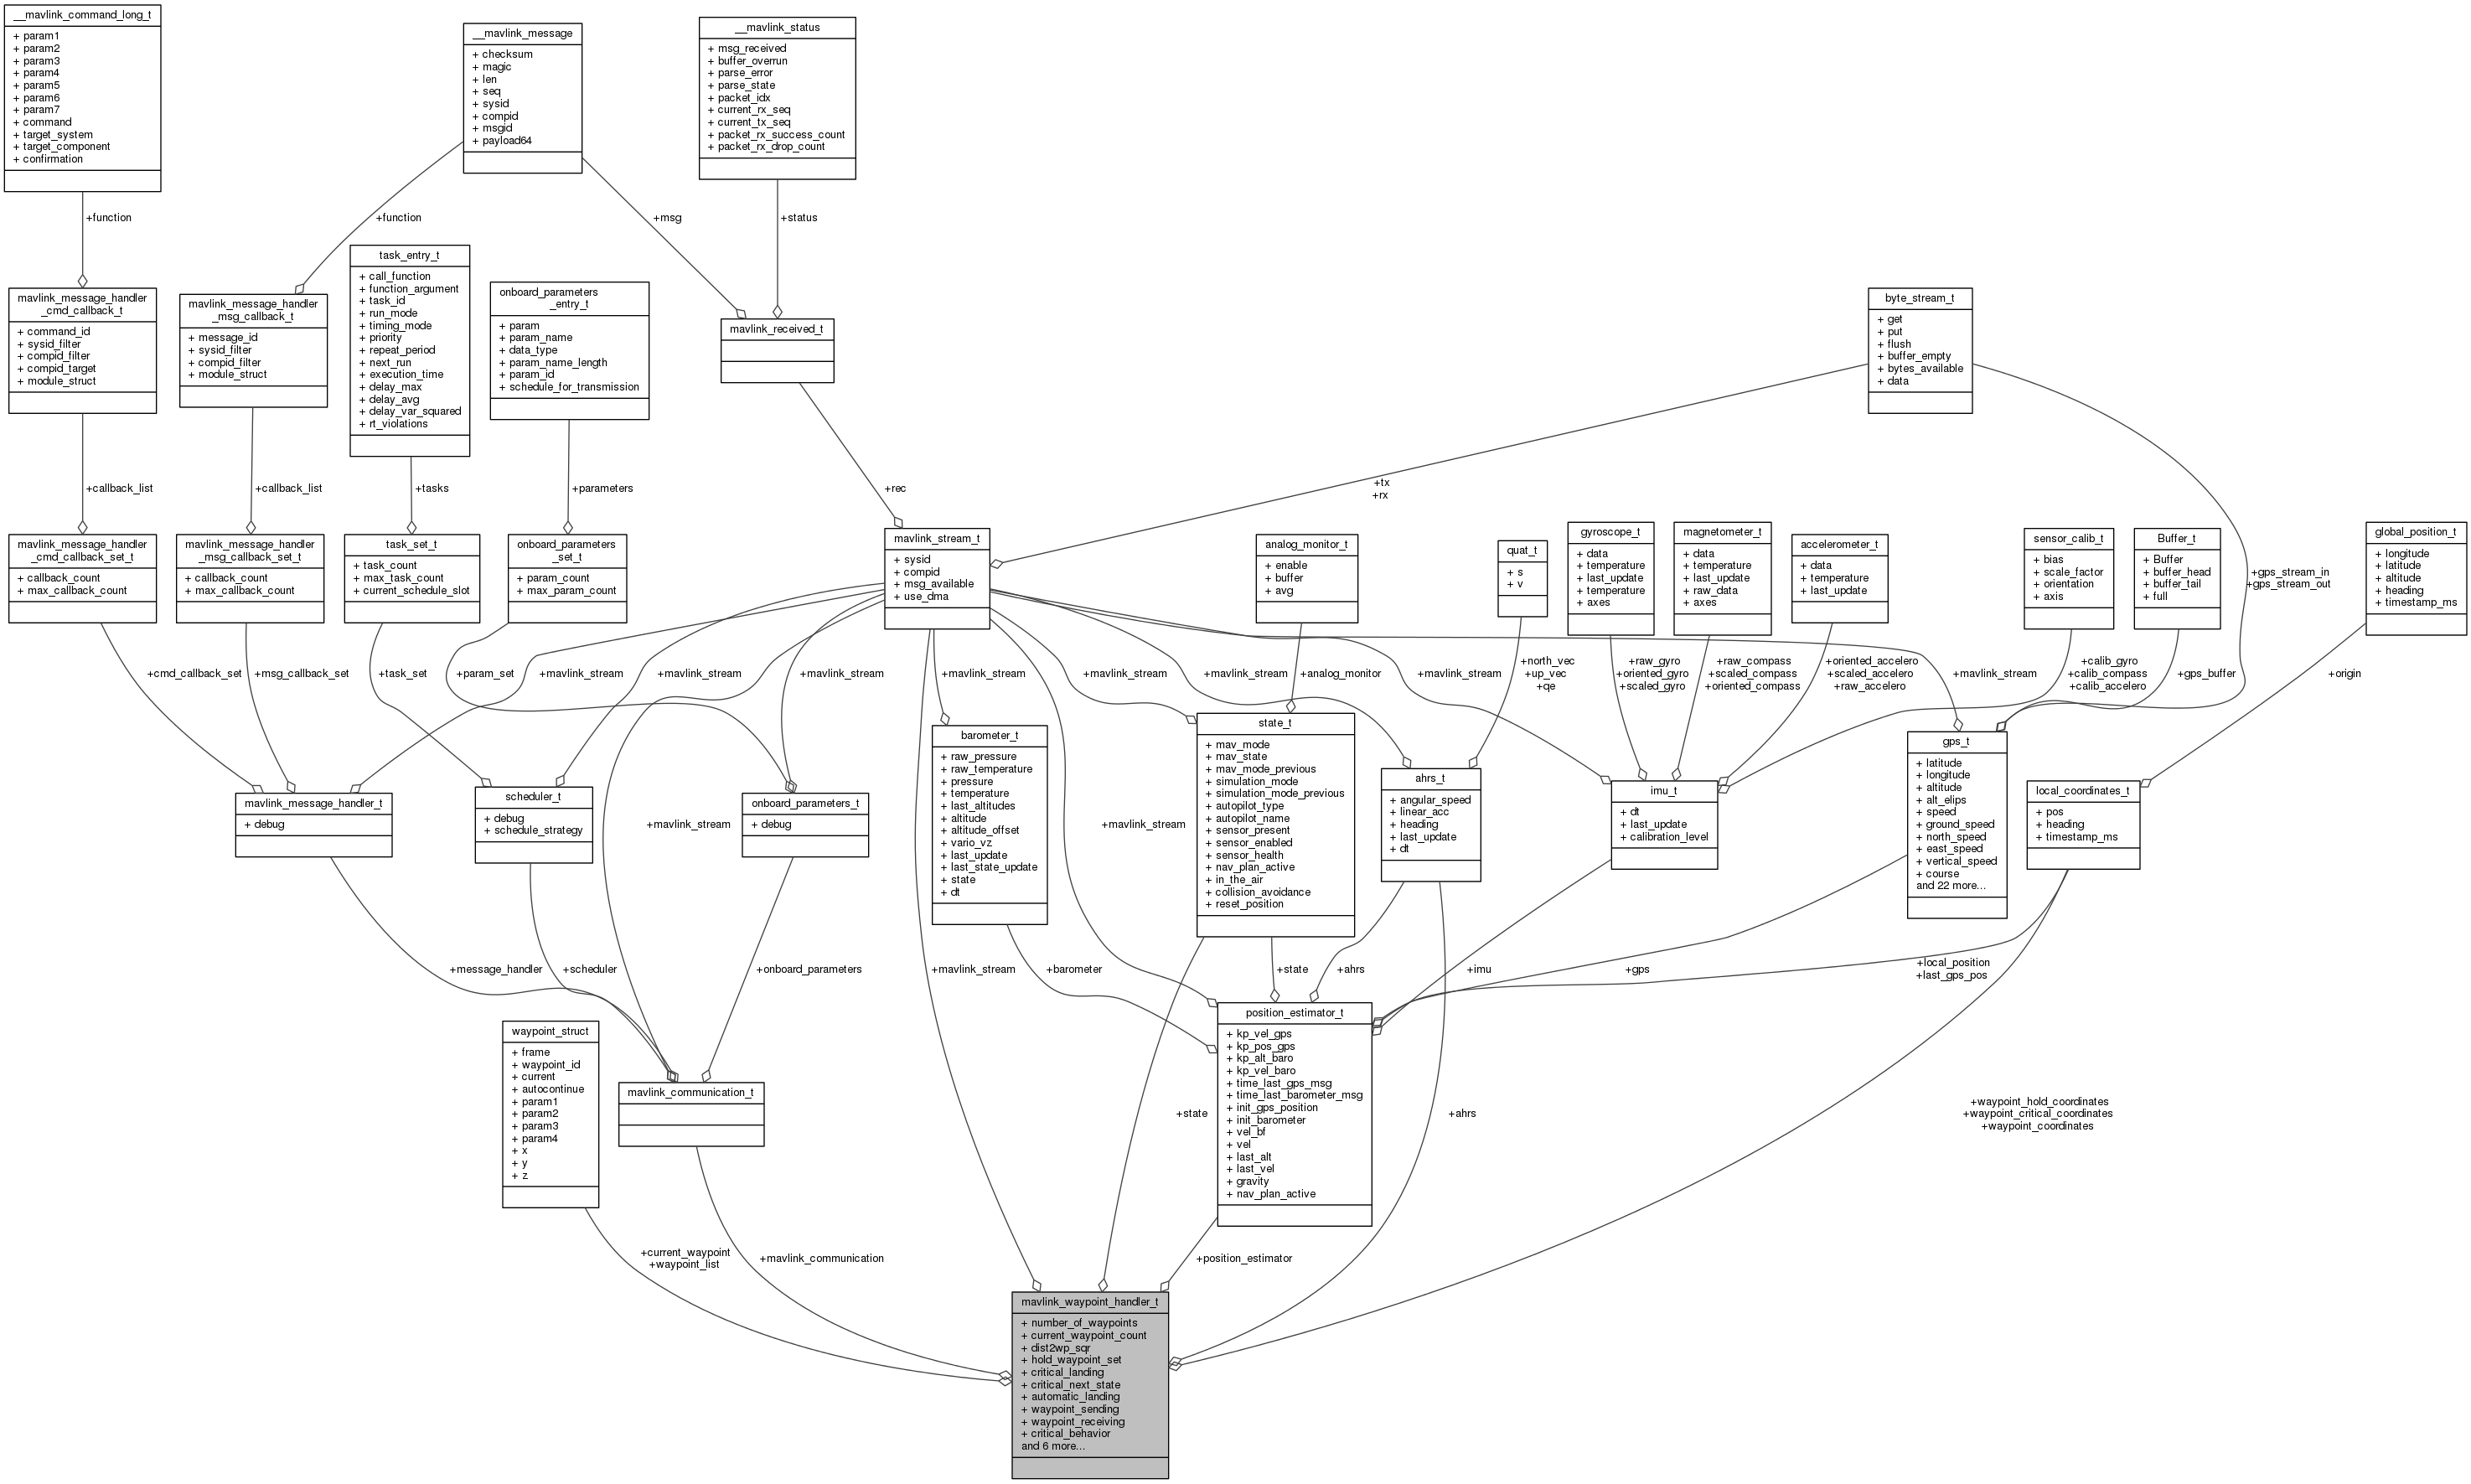 __mavlink_command_long_t
+ param1
+ param2
+ param3
+ param4
+ param5
+ param6
+ param7
+ command
+ target_system
+ target_component
+ confirmation
__mavlink_message
+ checksum
+ magic
+ len
+ seq
+ sysid
+ compid
+ msgid
+ payload64
__mavlink_status
+ msg_received
+ buffer_overrun
+ parse_error
+ parse_state
+ packet_idx
+ current_rx_seq
+ current_tx_seq
+ packet_rx_success_count
+ packet_rx_drop_count
+function
+function
+msg
+status
mavlink_message_handler
_cmd_callback_t
+ command_id
+ sysid_filter
+ compid_filter
+ compid_target
+ module_struct
mavlink_message_handler
_msg_callback_t
+ message_id
+ sysid_filter
+ compid_filter
+ module_struct
task_entry_t
+ call_function
+ function_argument
+ task_id
+ run_mode
+ timing_mode
+ priority
+ repeat_period
+ next_run
+ execution_time
+ delay_max
+ delay_avg
+ delay_var_squared
+ rt_violations
onboard_parameters
_entry_t
+ param
+ param_name
+ data_type
+ param_name_length
+ param_id
+ schedule_for_transmission
mavlink_received_t
byte_stream_t
+ get
+ put
+ flush
+ buffer_empty
+ bytes_available
+ data
+callback_list
+callback_list
+tasks
+parameters
+rec
+tx
+rx
mavlink_message_handler
_cmd_callback_set_t
+ callback_count
+ max_callback_count
mavlink_message_handler
_msg_callback_set_t
+ callback_count
+ max_callback_count
task_set_t
+ task_count
+ max_task_count
+ current_schedule_slot
onboard_parameters
_set_t
+ param_count
+ max_param_count
mavlink_stream_t
+ sysid
+ compid
+ msg_available
+ use_dma
analog_monitor_t
+ enable
+ buffer
+ avg
quat_t
+ s
+ v
gyroscope_t
+ data
+ temperature
+ last_update
+ temperature
+ axes
magnetometer_t
+ data
+ temperature
+ last_update
+ raw_data
+ axes
accelerometer_t
+ data
+ temperature
+ last_update
sensor_calib_t
+ bias
+ scale_factor
+ orientation
+ axis
Buffer_t
+ Buffer
+ buffer_head
+ buffer_tail
+ full
+gps_stream_in
+gps_stream_out
global_position_t
+ longitude
+ latitude
+ altitude
+ heading
+ timestamp_ms
+cmd_callback_set
+msg_callback_set
+task_set
+param_set
+mavlink_stream
+mavlink_stream
+mavlink_stream
+mavlink_stream
+mavlink_stream
+mavlink_stream
+analog_monitor
+mavlink_stream
+north_vec
+up_vec
+qe
+raw_gyro
+oriented_gyro
+scaled_gyro
+raw_compass
+scaled_compass
+oriented_compass
+oriented_accelero
+scaled_accelero
+raw_accelero
+mavlink_stream
+calib_gyro
+calib_compass
+calib_accelero
+gps_buffer
+origin
mavlink_message_handler_t
+ debug
scheduler_t
+ debug
+ schedule_strategy
+mavlink_stream
onboard_parameters_t
+ debug
barometer_t
+ raw_pressure
+ raw_temperature
+ pressure
+ temperature
+ last_altitudes
+ altitude
+ altitude_offset
+ vario_vz
+ last_update
+ last_state_update
+ state
+ dt
+mavlink_stream
state_t
+ mav_mode
+ mav_state
+ mav_mode_previous
+ simulation_mode
+ simulation_mode_previous
+ autopilot_type
+ autopilot_name
+ sensor_present
+ sensor_enabled
+ sensor_health
+ nav_plan_active
+ in_the_air
+ collision_avoidance
+ reset_position
ahrs_t
+ angular_speed
+ linear_acc
+ heading
+ last_update
+ dt
imu_t
+ dt
+ last_update
+ calibration_level
gps_t
+ latitude
+ longitude
+ altitude
+ alt_elips
+ speed
+ ground_speed
+ north_speed
+ east_speed
+ vertical_speed
+ course
and 22 more...
local_coordinates_t
+ pos
+ heading
+ timestamp_ms
+message_handler
+scheduler
+onboard_parameters
+mavlink_stream
+barometer
+state
+ahrs
+imu
+gps
+local_position
+last_gps_pos
waypoint_struct
+ frame
+ waypoint_id
+ current
+ autocontinue
+ param1
+ param2
+ param3
+ param4
+ x
+ y
+ z
mavlink_communication_t
position_estimator_t
+ kp_vel_gps
+ kp_pos_gps
+ kp_alt_baro
+ kp_vel_baro
+ time_last_gps_msg
+ time_last_barometer_msg
+ init_gps_position
+ init_barometer
+ vel_bf
+ vel
+ last_alt
+ last_vel
+ gravity
+ nav_plan_active
+state
+ahrs
+waypoint_hold_coordinates
+waypoint_critical_coordinates
+waypoint_coordinates
+current_waypoint
+waypoint_list
+mavlink_communication
+position_estimator
mavlink_waypoint_handler_t
+ number_of_waypoints
+ current_waypoint_count
+ dist2wp_sqr
+ hold_waypoint_set
+ critical_landing
+ critical_next_state
+ automatic_landing
+ waypoint_sending
+ waypoint_receiving
+ critical_behavior
and 6 more...